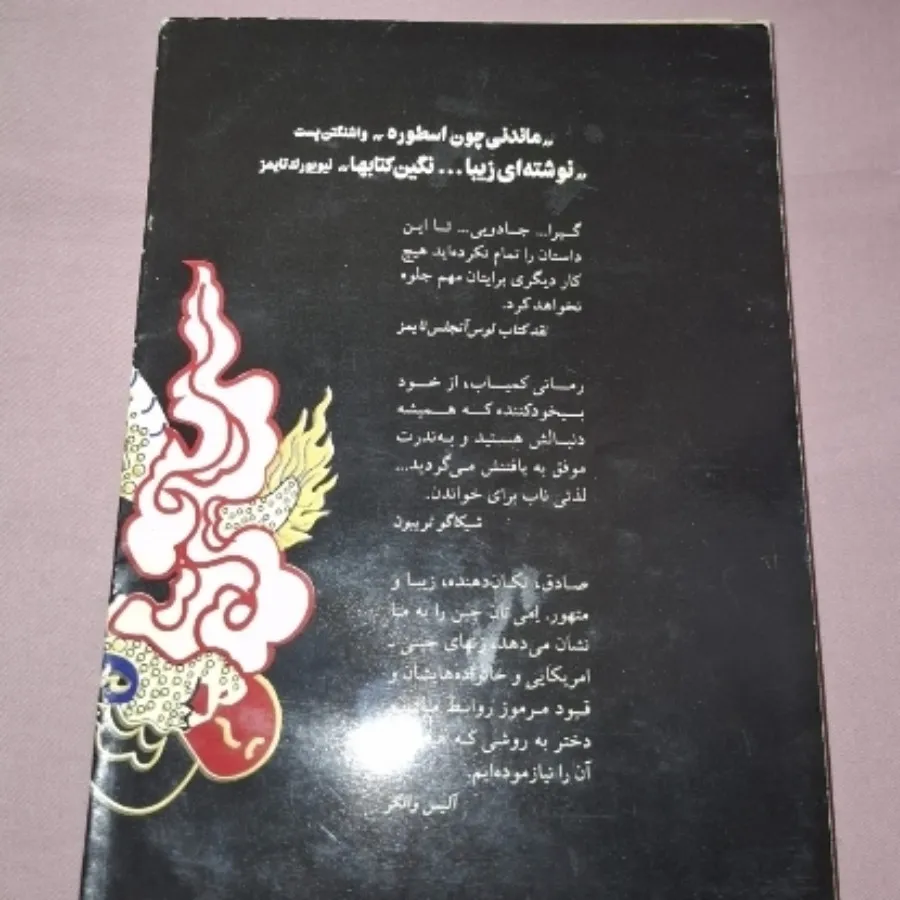 „ماندنی چون اسطوره„ واشنگتن پست
„نوشته‌ای زیبا... نگین کتابها„ نیویورک تایمز
گیرا... جادویی... تا این
داستان را تمام نکرده‌اید هیچ
کار دیگری برایتان مهم جلوه
نخواهد کرد.
نقد کتاب لوس‌آنجلس تایمز
رمانی کمیاب، از خود
بیخودکننده که همیشه
دنبالش هستید و به‌ندرت
موفق به یافتنش می‌گردید...
لذتی ناب برای خواندن.
شیکاگو تریبون
صادق، تکان‌دهنده، زیبا و
متهور. امی تان چین را به ما
نشان می‌دهد، زنهای چینی ـ
امریکایی و خانواده‌هایشان و
قیود مرموز روابط
دختر به روشی که
آن را نیازموده‌ایم.
آلیس واکر